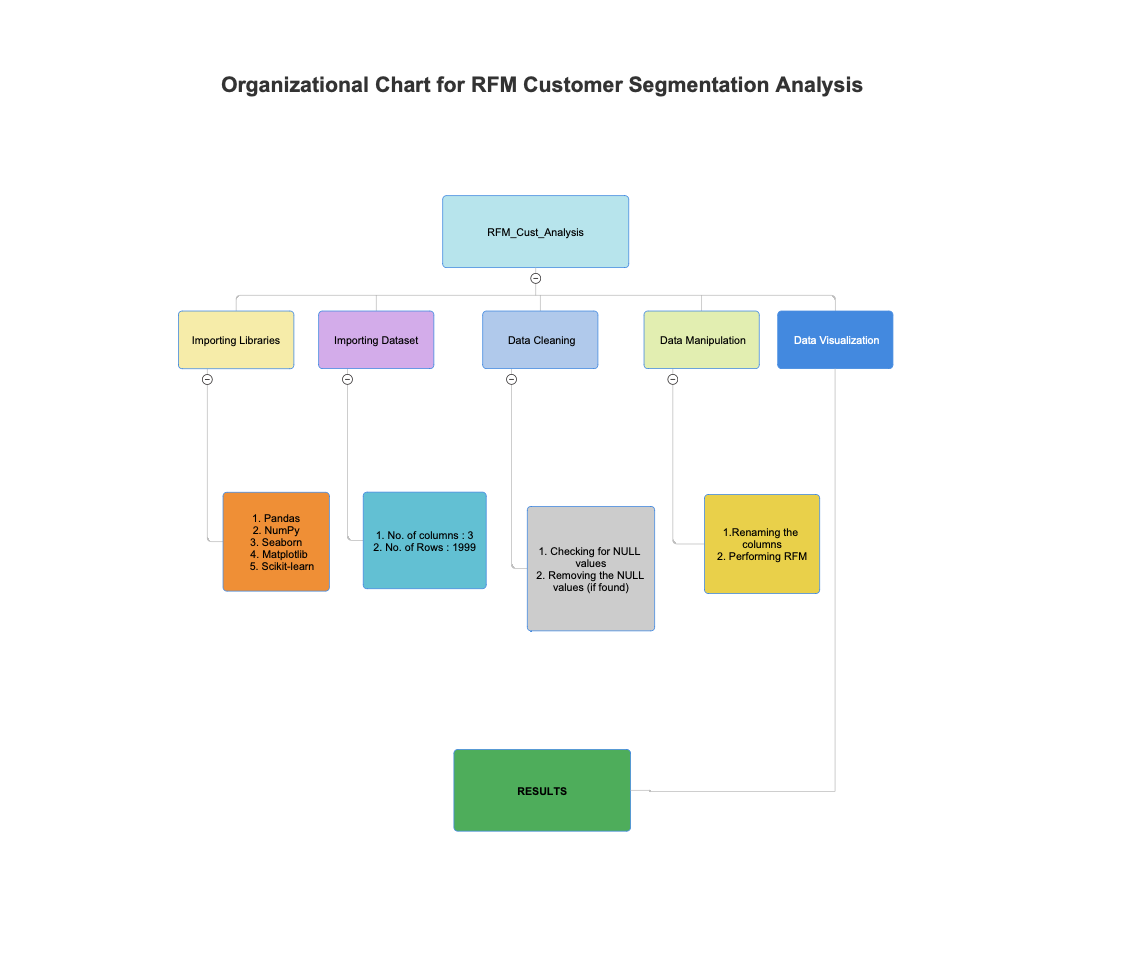 Organizational Chart for RFM Customer Segmentation Analysis
RFM_Cust_Analysis
Importing Libraries
Importing Dataset
Data Cleaning
Data Manipulation
Data Visualization
1. Pandas
2. NumPy
3. Seaborn
4. Matplotlib
5. Scikit-learn
1. No. of columns : 3
2. No. of Rows : 1999
1. Checking for NULL
values
2. Removing the NULL
values (if found)
1.Renaming the
columns
2. Performing RFM
RESULTS